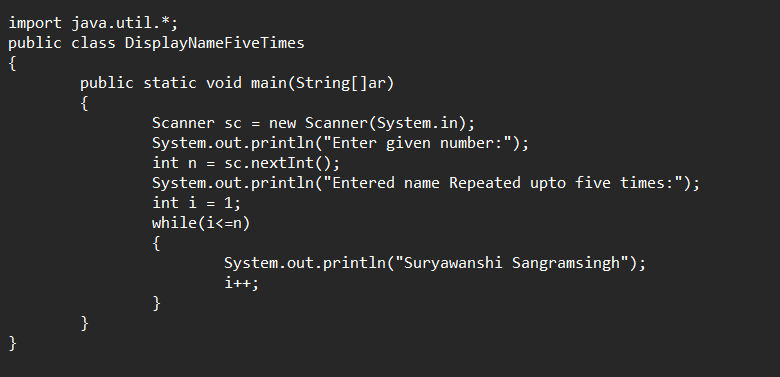 import java.util.*;
public class DisplayNameFiveTimes
{
        public static void main(String[]ar)
        {
                Scanner sc = new Scanner(System.in);
                System.out.println("Enter given number:");
                int n = sc.nextInt();
                System.out.println("Entered name Repeated upto five times:");
                int i = 1;
                while(i<=n)
                {
                        System.out.println("Suryawanshi Sangramsingh");
                        i++;
                }
        }
}